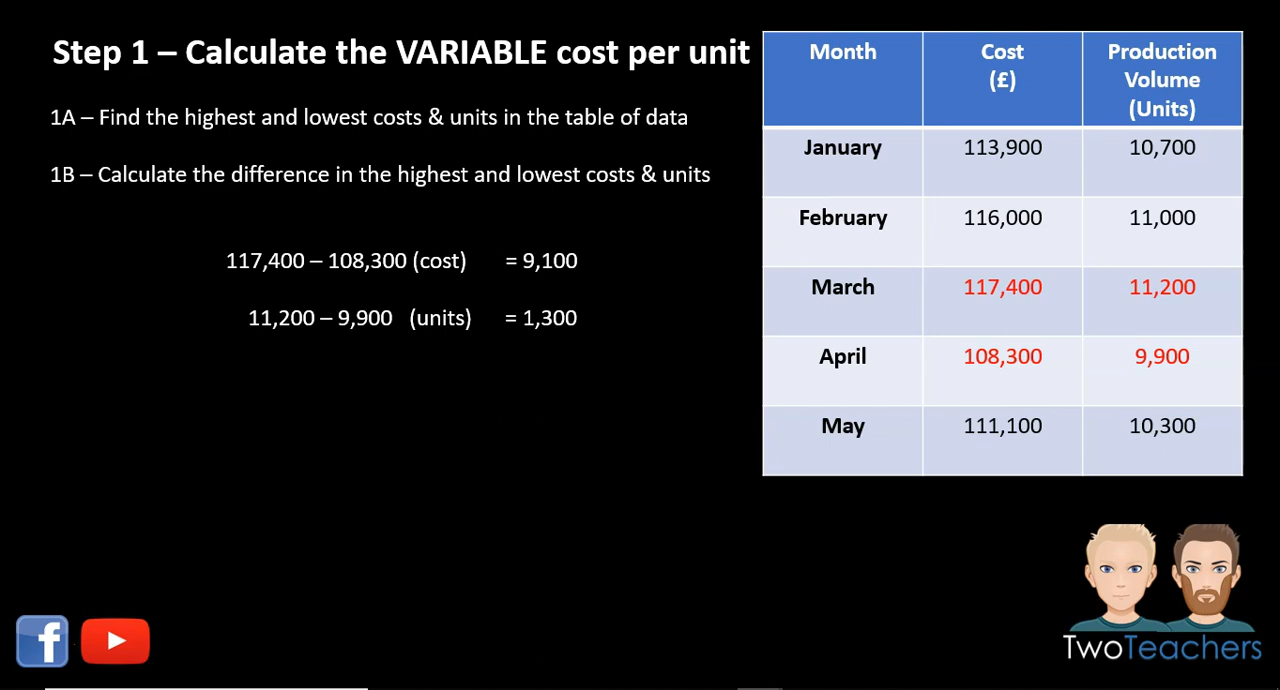 Step 1 – Calculate the VARIABLE cost per unit
1A – Find the highest and lowest costs & units in the table of data
1B – Calculate the difference in the highest and lowest costs & units
117,400 – 108,300 (cost) = 9,100
11,200 – 9,900 (units) = 1,300
Month Cost (£) Production Volume (Units)
January 113,900 10,700
February 116,000 11,000
March 117,400 11,200
April 108,300 9,900
May 111,100 10,300
f
TwoTeachers